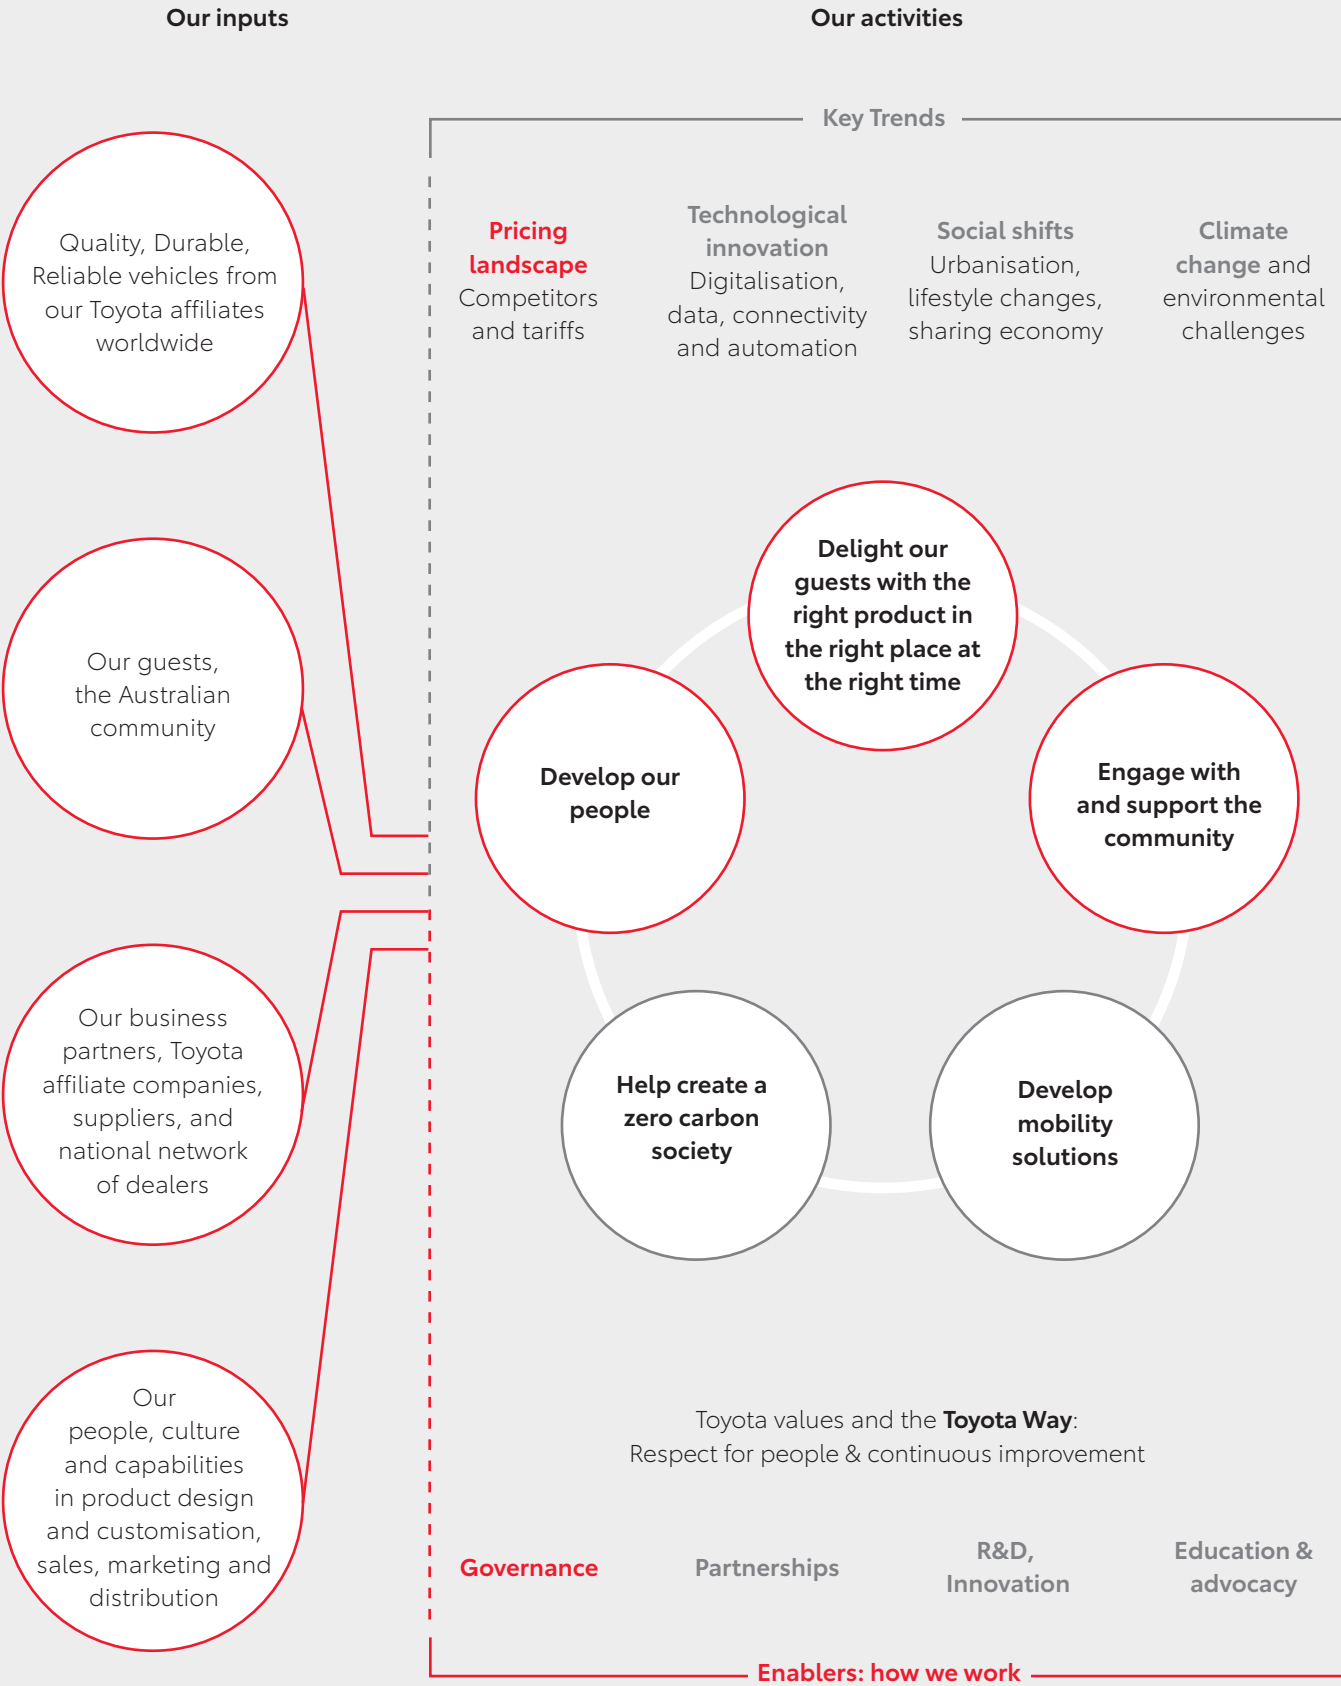 Our inputs
Our activities
Key Trends
Quality, Durable,
Reliable vehicles from
our Toyota affiliates
worldwide
Our guests,
the Australian
community
Our business
partners, Toyota
affiliate companies,
suppliers, and
national network
of dealers
Our
people, culture
and capabilities
in product design
and customisation,
sales, marketing and
distribution
Pricing
landscape
Competitors
and tariffs
Technological
innovation
Digitalisation,
data, connectivity
and automation
Social shifts
Urbanisation,
lifestyle changes,
sharing economy
Climate
change and
environmental
challenges
Delight our
guests with the
right product in
the right place at
the right time
Develop our
people
Engage with
and support the
community
Help create a
zero carbon
society
Develop
mobility
solutions
Toyota values and the Toyota Way:
Respect for people & continuous improvement
Governance
Partnerships
R&D,
Innovation
Education &
advocacy
Enablers: how we work